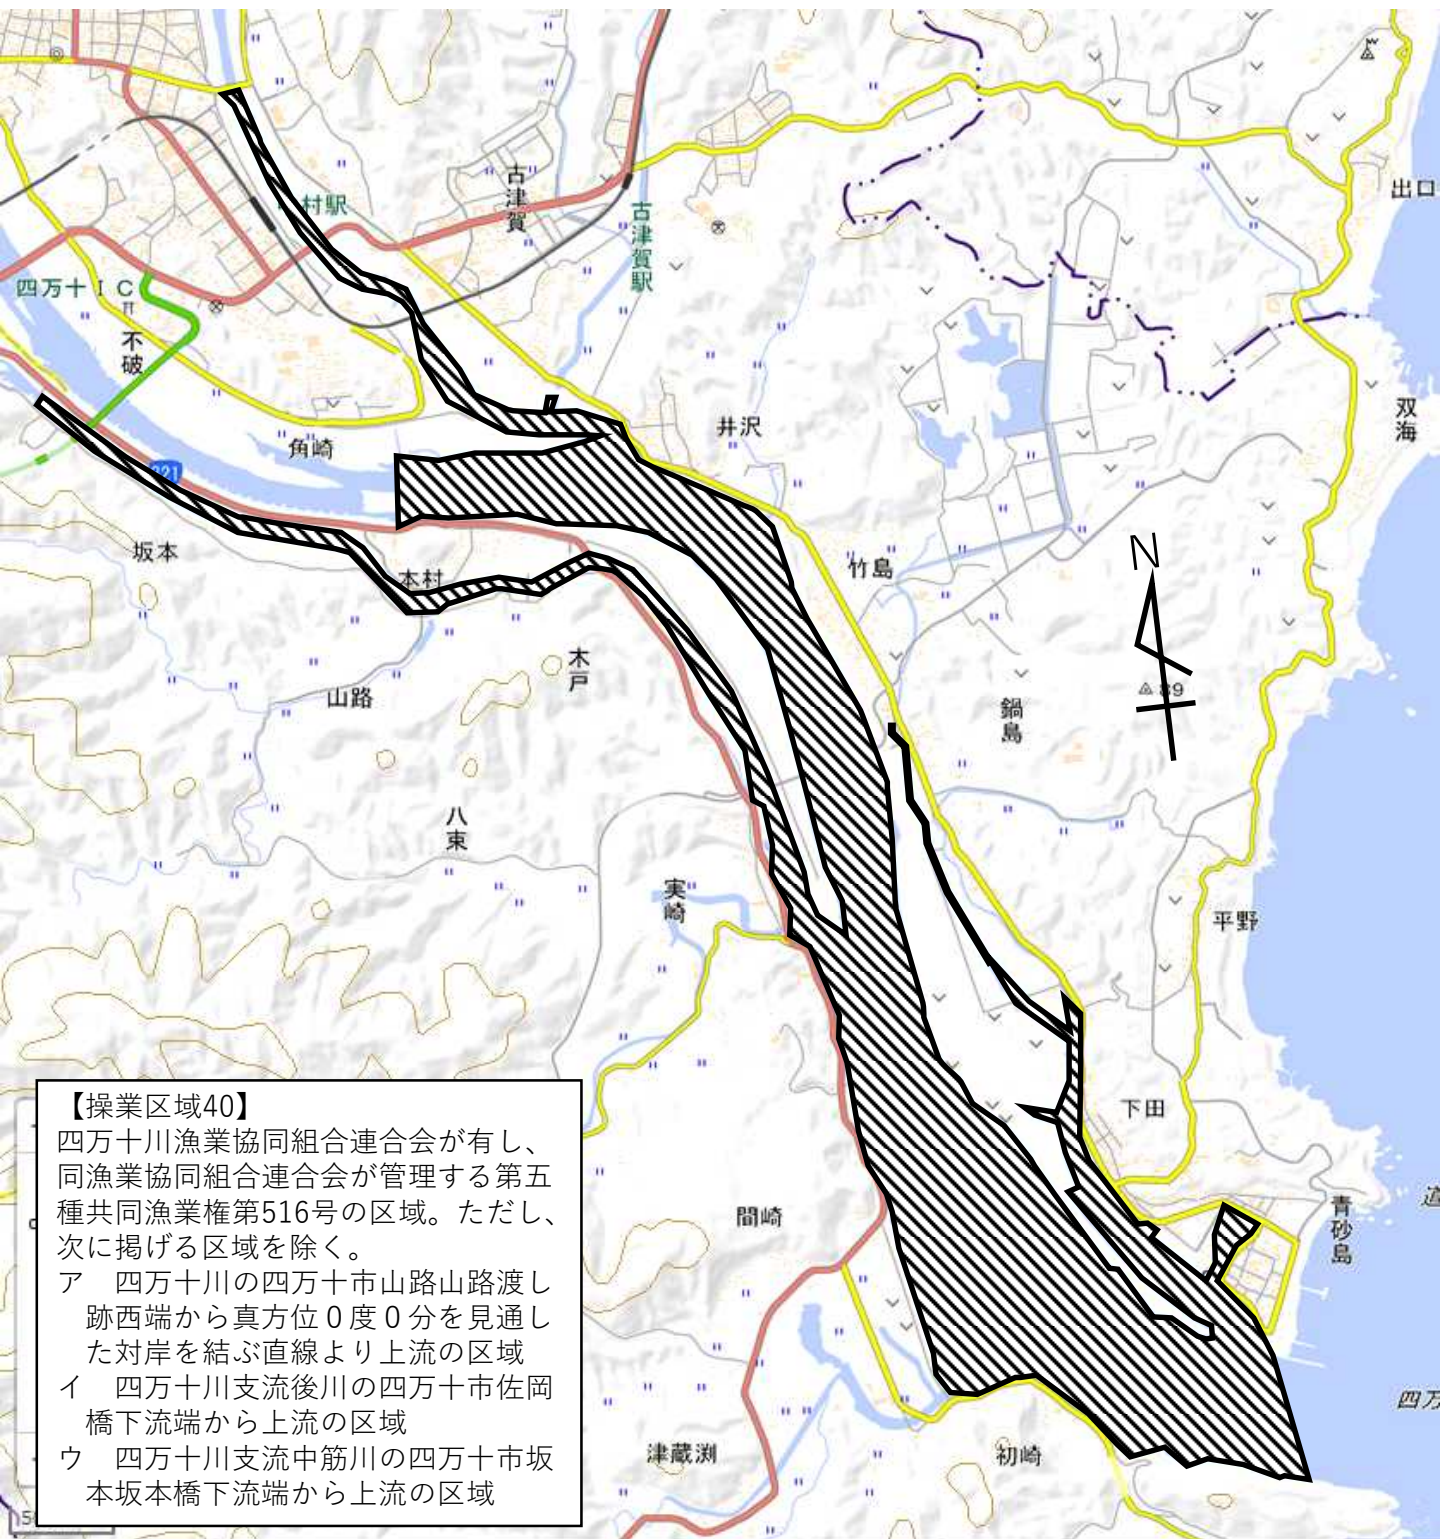 出口
古津賀
村駅
古津賀駅
四万十IC
不破
双海
井沢
角崎
321
坂本
本村
竹島
N
木戸
山路
89
鍋島
八束
実崎
平野
下田
【操業区域40】
四万十川漁業協同組合連合会が有し、
同漁業協同組合連合会が管理する第五
種共同漁業権第516号の区域。ただし、
次に掲げる区域を除く。
ア 四万十川の四万十市山路山路渡し
跡西端から真方位0度0分を見通し
た対岸を結ぶ直線より上流の区域
イ 四万十川支流後川の四万十市佐岡
橋下流端から上流の区域
ウ 四万十川支流中筋川の四万十市坂
本坂本橋下流端から上流の区域
間崎
青砂島
四万
津蔵渕
初崎